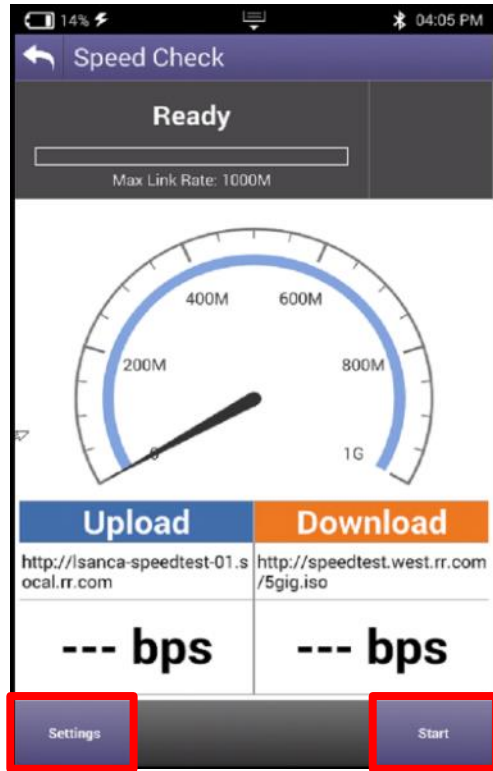 14% 04:05 PM
Speed Check
Ready
Max Link Rate: 1000M
400M 600M
200M 800M
0 1G
Upload Download
http://lsanca-speedtest-01.s
ocal.rr.com
http://speedtest.west.rr.com
/5gig.iso
--- bps --- bps
Settings Start